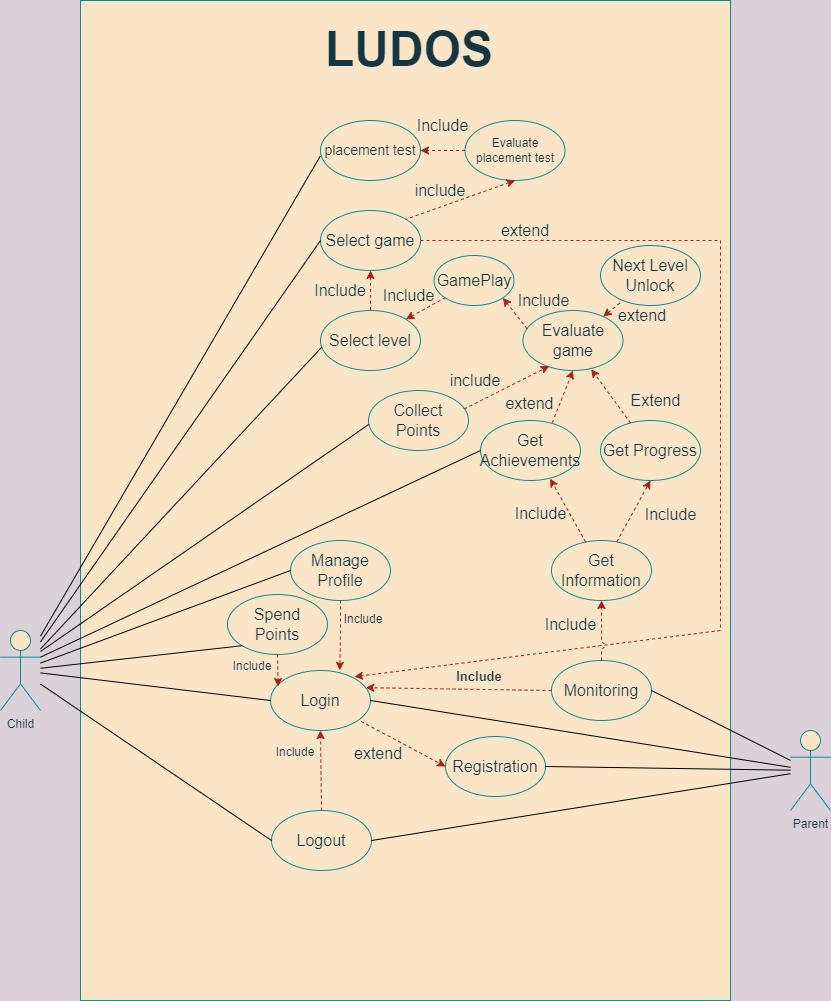 LUDOS
Include
placement test
Evaluate
placement test
include
Select game
extend
GamePlay
Next Level
Unlock
Include
Include
Include
extend
Select level
Evaluate
game
include
Collect
Points
extend
Extend
Get
Achievements
Get Progress
Include
Include
Manage
Profile
Get
Information
Spend
Points
Include
Include
Include
Child
Include
Login
Monitoring
Include
extend
Registration
Parent
Logout